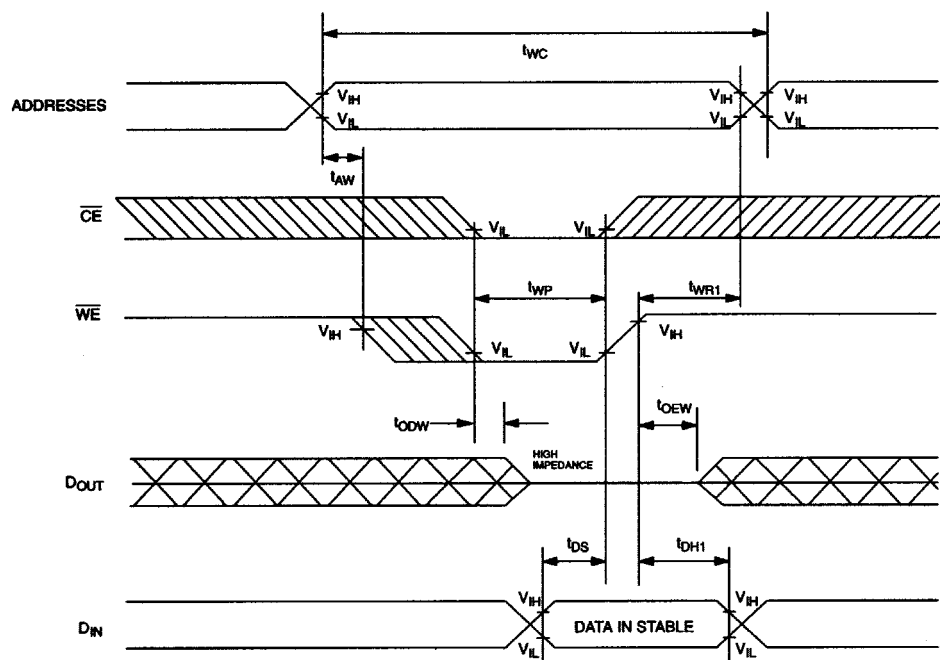 tWC
ADDRESSES
VIH VIH VIH
VIL VIL VIL
tAW
CE
VIL VIL
tWP tWR1
WE
VIH VIH
VIL VIL
tODW tOEW
HIGH
IMPEDANCE
DOUT
tDS tDH1
VIH VIH
DIN DATA IN STABLE
VIL VIL